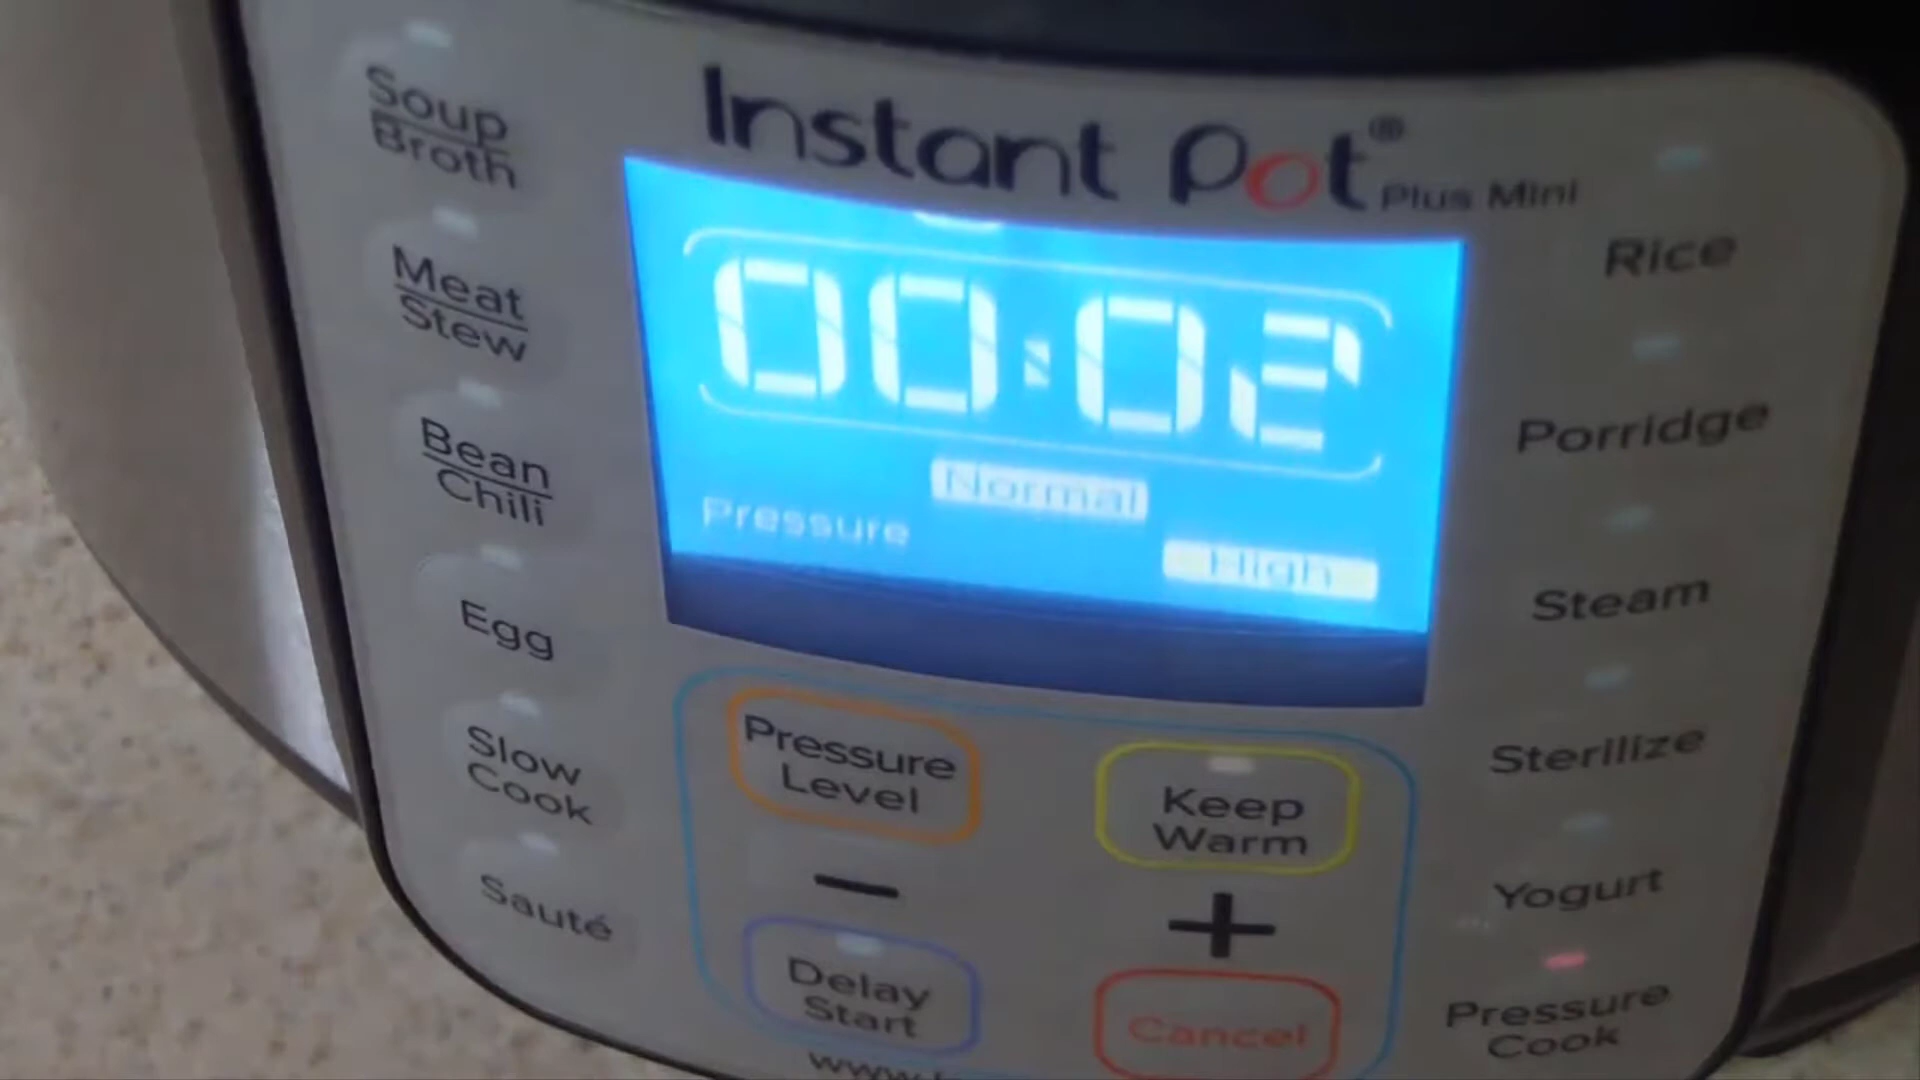 Instant Pot®
Plus Mini
00:02
Normal
Pressure
High
Soup
Broth
Meat
Stew
Bean
Chili
Egg
Slow
Cook
Sauté
Pressure
Level
Keep
Warm
−
+
Delay
Start
Cancel
Rice
Porridge
Steam
Sterilize
Yogurt
Pressure
Cook